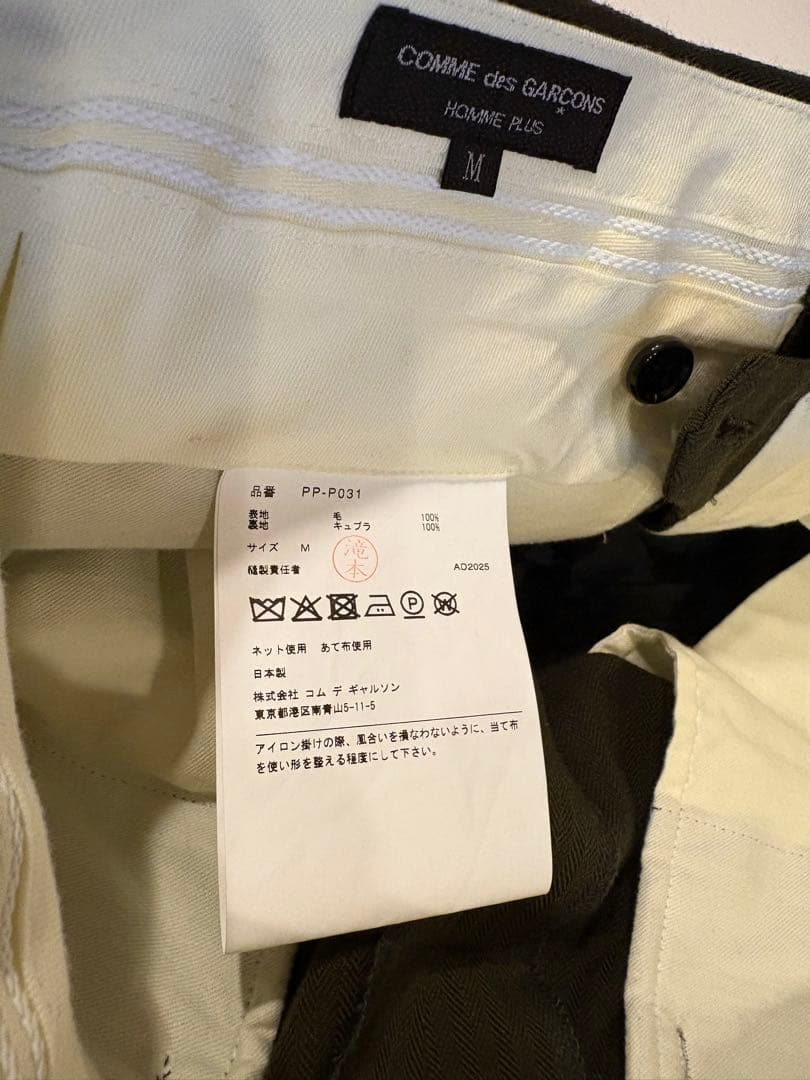 COMME des GARÇONS
HOMME PLUS
M
品番 PP-P031
表地 毛 100%
裏地 キュプラ 100%
サイズ M
滝本
縫製責任者 AD2025
ネット使用 あて布使用
日本製
株式会社 コム デ ギャルソン
東京都港区南青山5-11-5
アイロン掛けの際、風合いを損なわないように、当て布
を使い形を整える程度にして下さい。